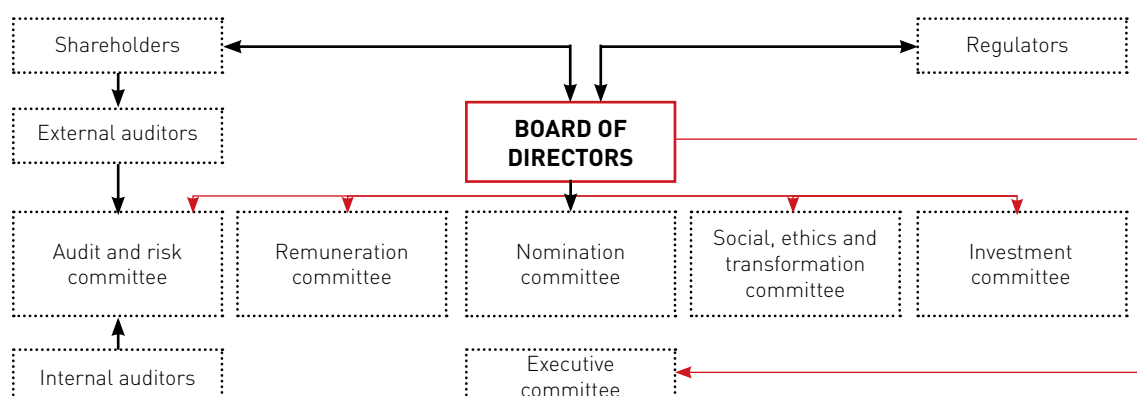 Shareholders
Regulators
External auditors
BOARD OF
DIRECTORS
Audit and risk
committee
Remuneration
committee
Nomination
committee
Social, ethics and
transformation
committee
Investment
committee
Internal auditors
Executive
committee